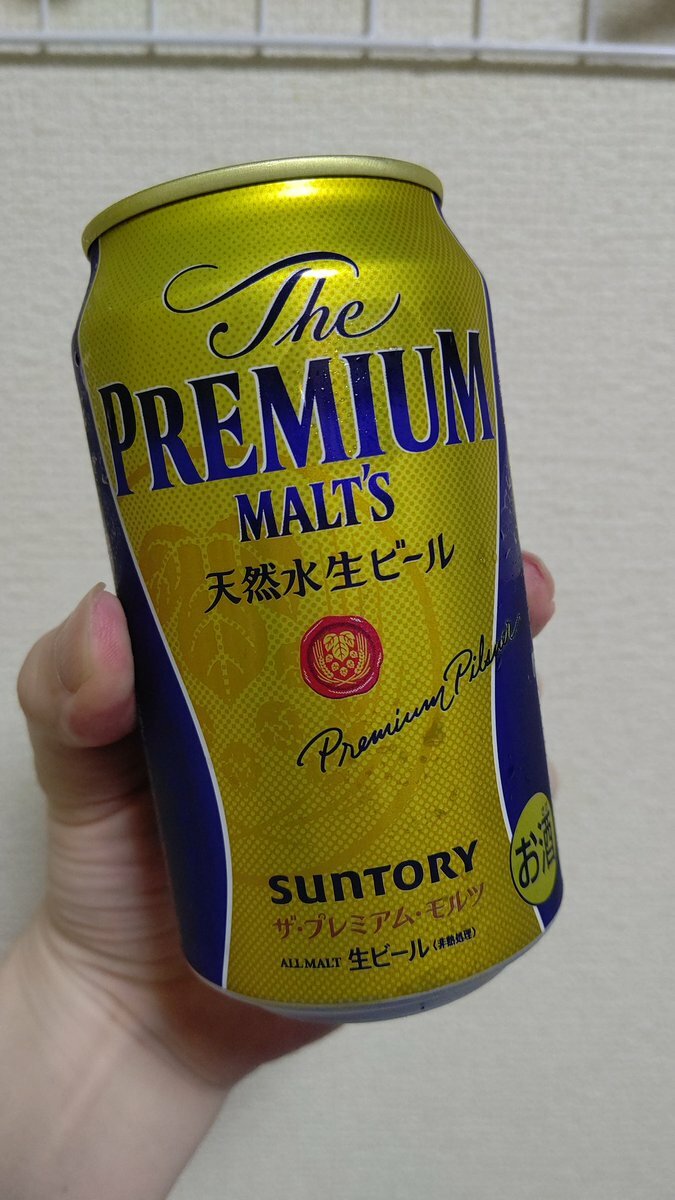 The
PREMIUM
MALT'S
天然水生ビール
Premium Pilsner
SUNTORY
ザ・プレミアム・モルツ
ALL MALT 生ビール(非熱処理)
お酒